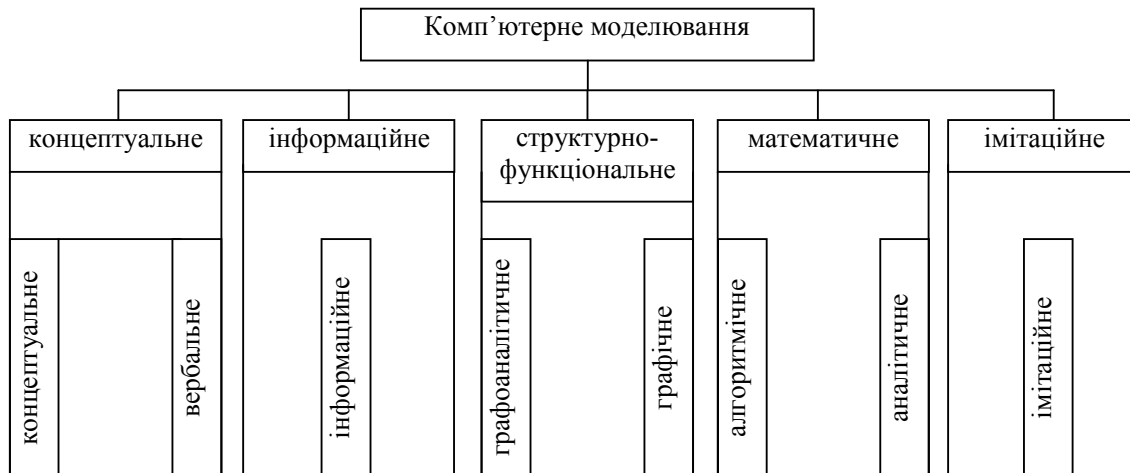 Комп’ютерне моделювання
концептуальне
інформаційне
структурно-
функціональне
математичне
імітаційне
концептуальне
вербальне
інформаційне
графоаналітичне
графічне
алгоритмічне
аналітичне
імітаційне